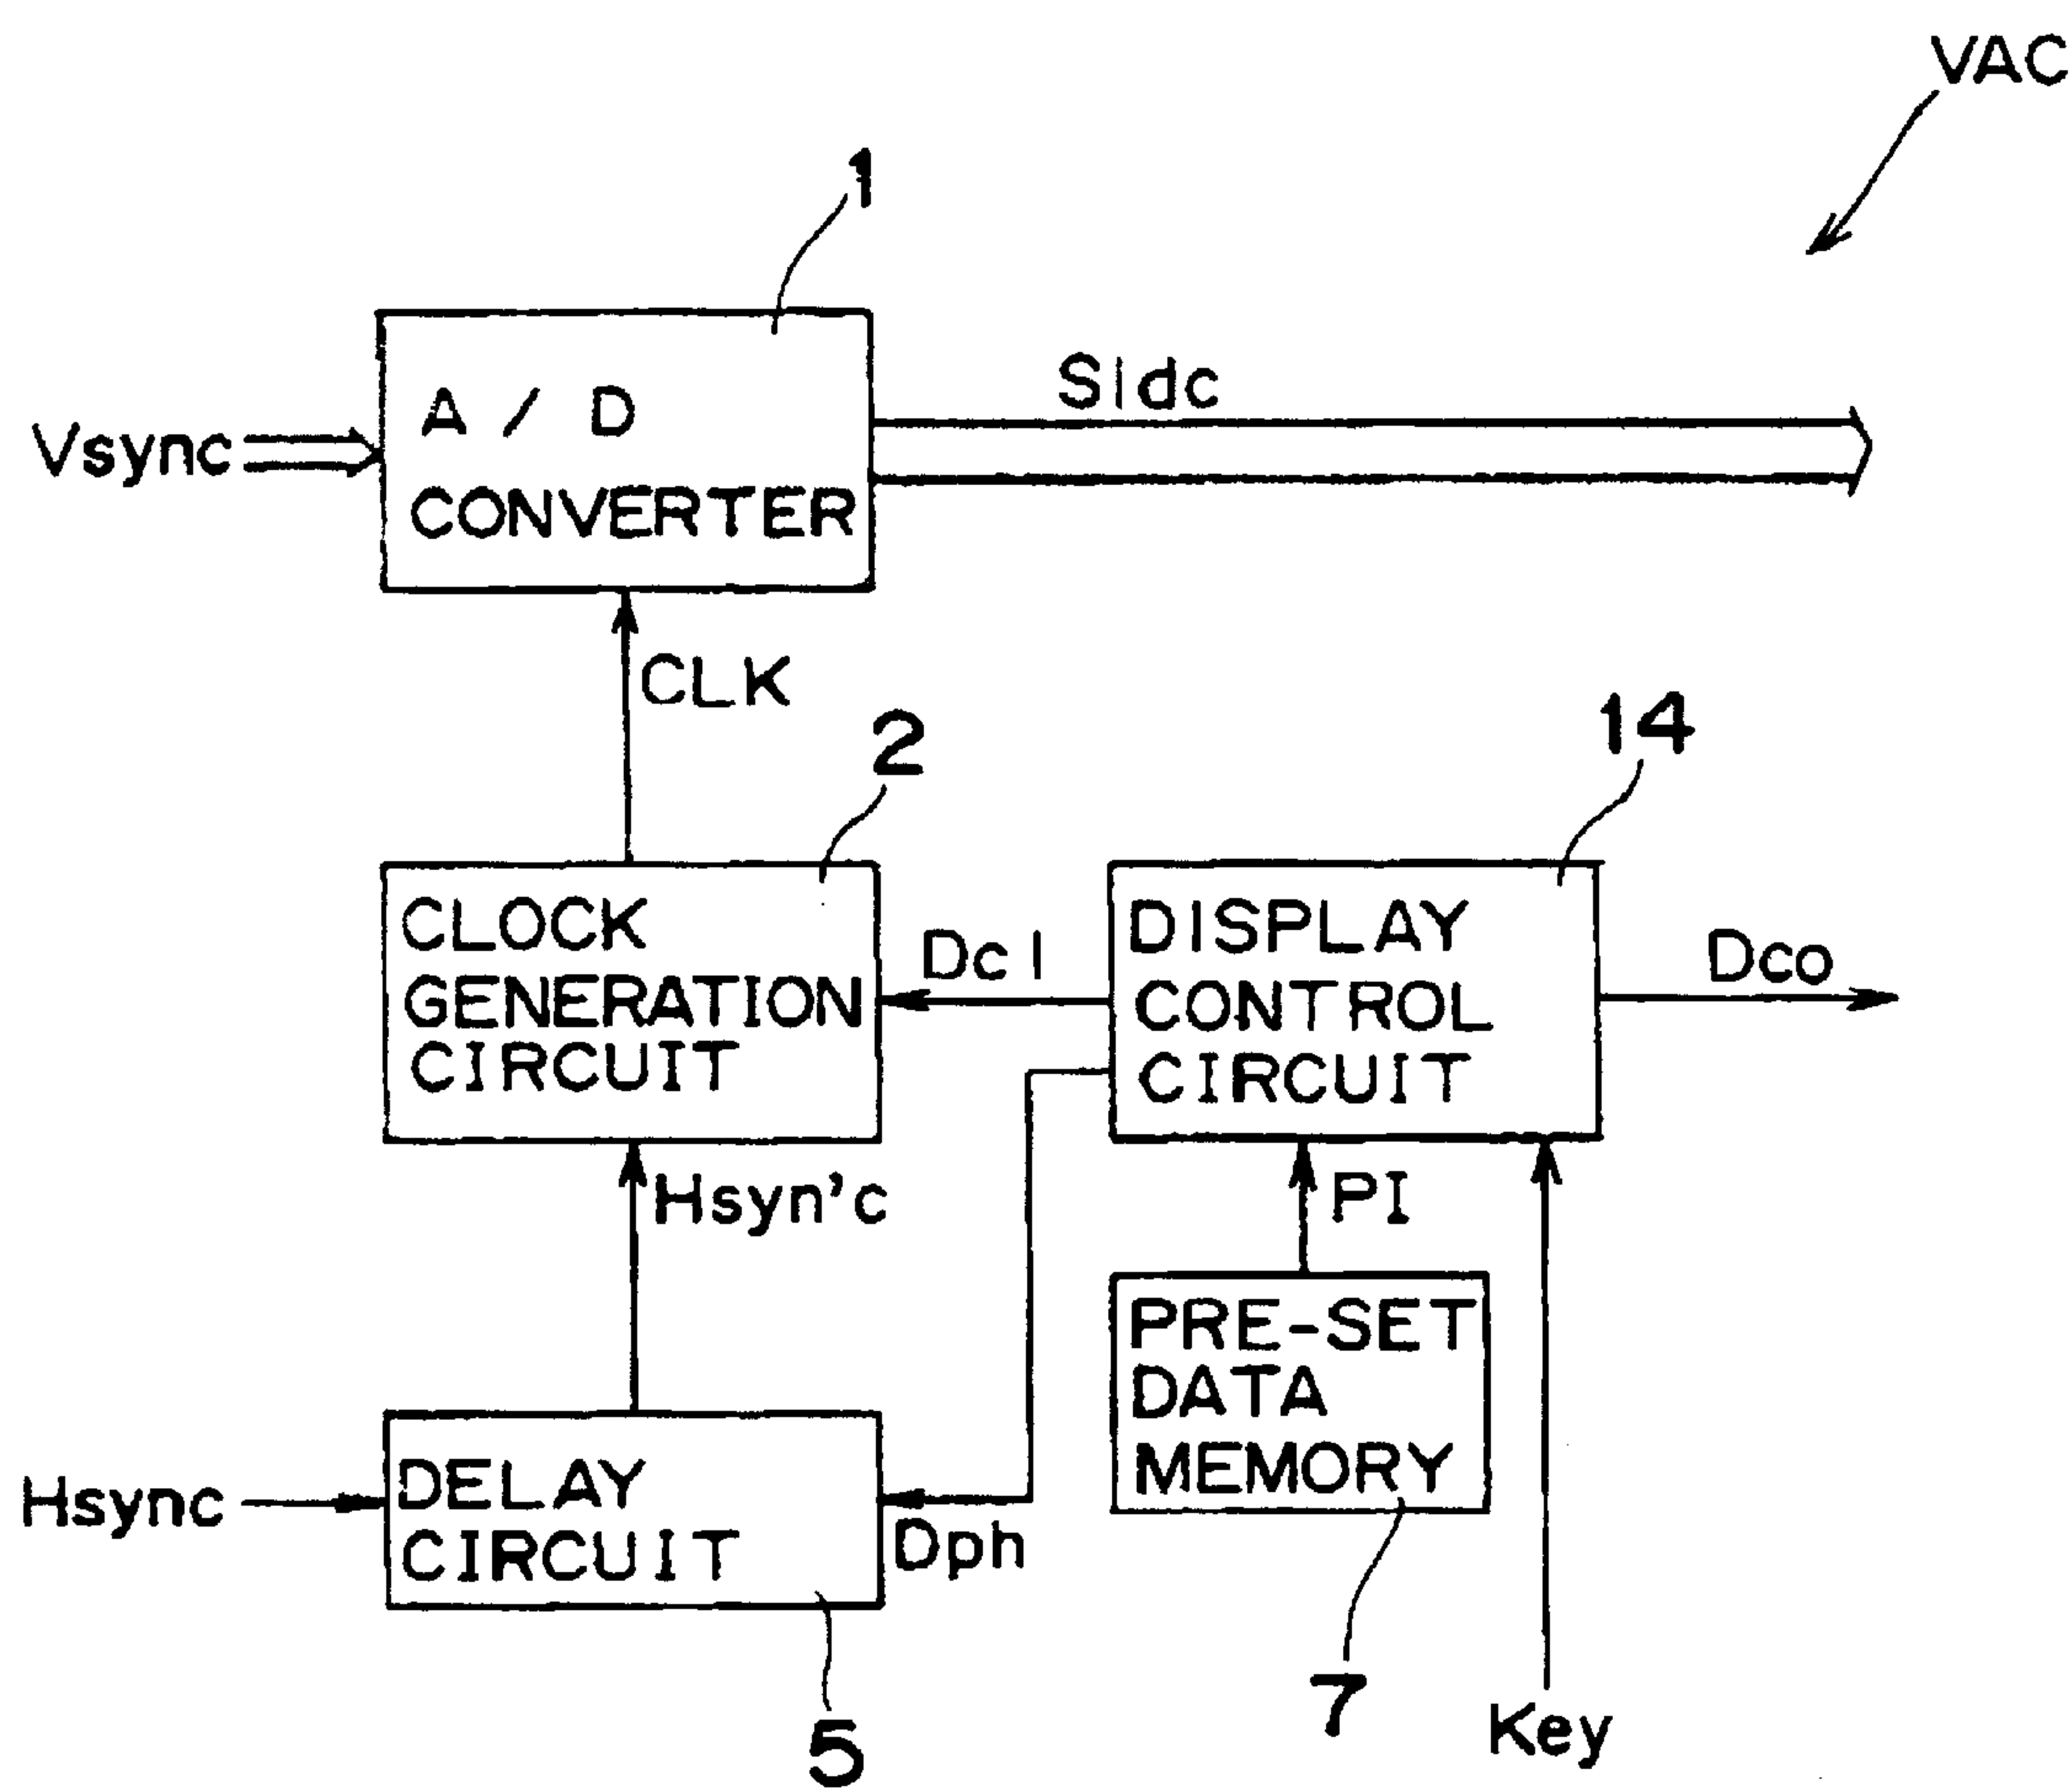 VAC
1
A / D
CONVERTER
Vsync
Sldc
CLK
2
14
CLOCK
GENERATION
CIRCUIT
Dcl
DISPLAY
CONTROL
CIRCUIT
Dco
Hsyn'c
PI
PRE-SET
DATA
MEMORY
Hsync
DELAY
CIRCUIT
Dph
7
Key
5